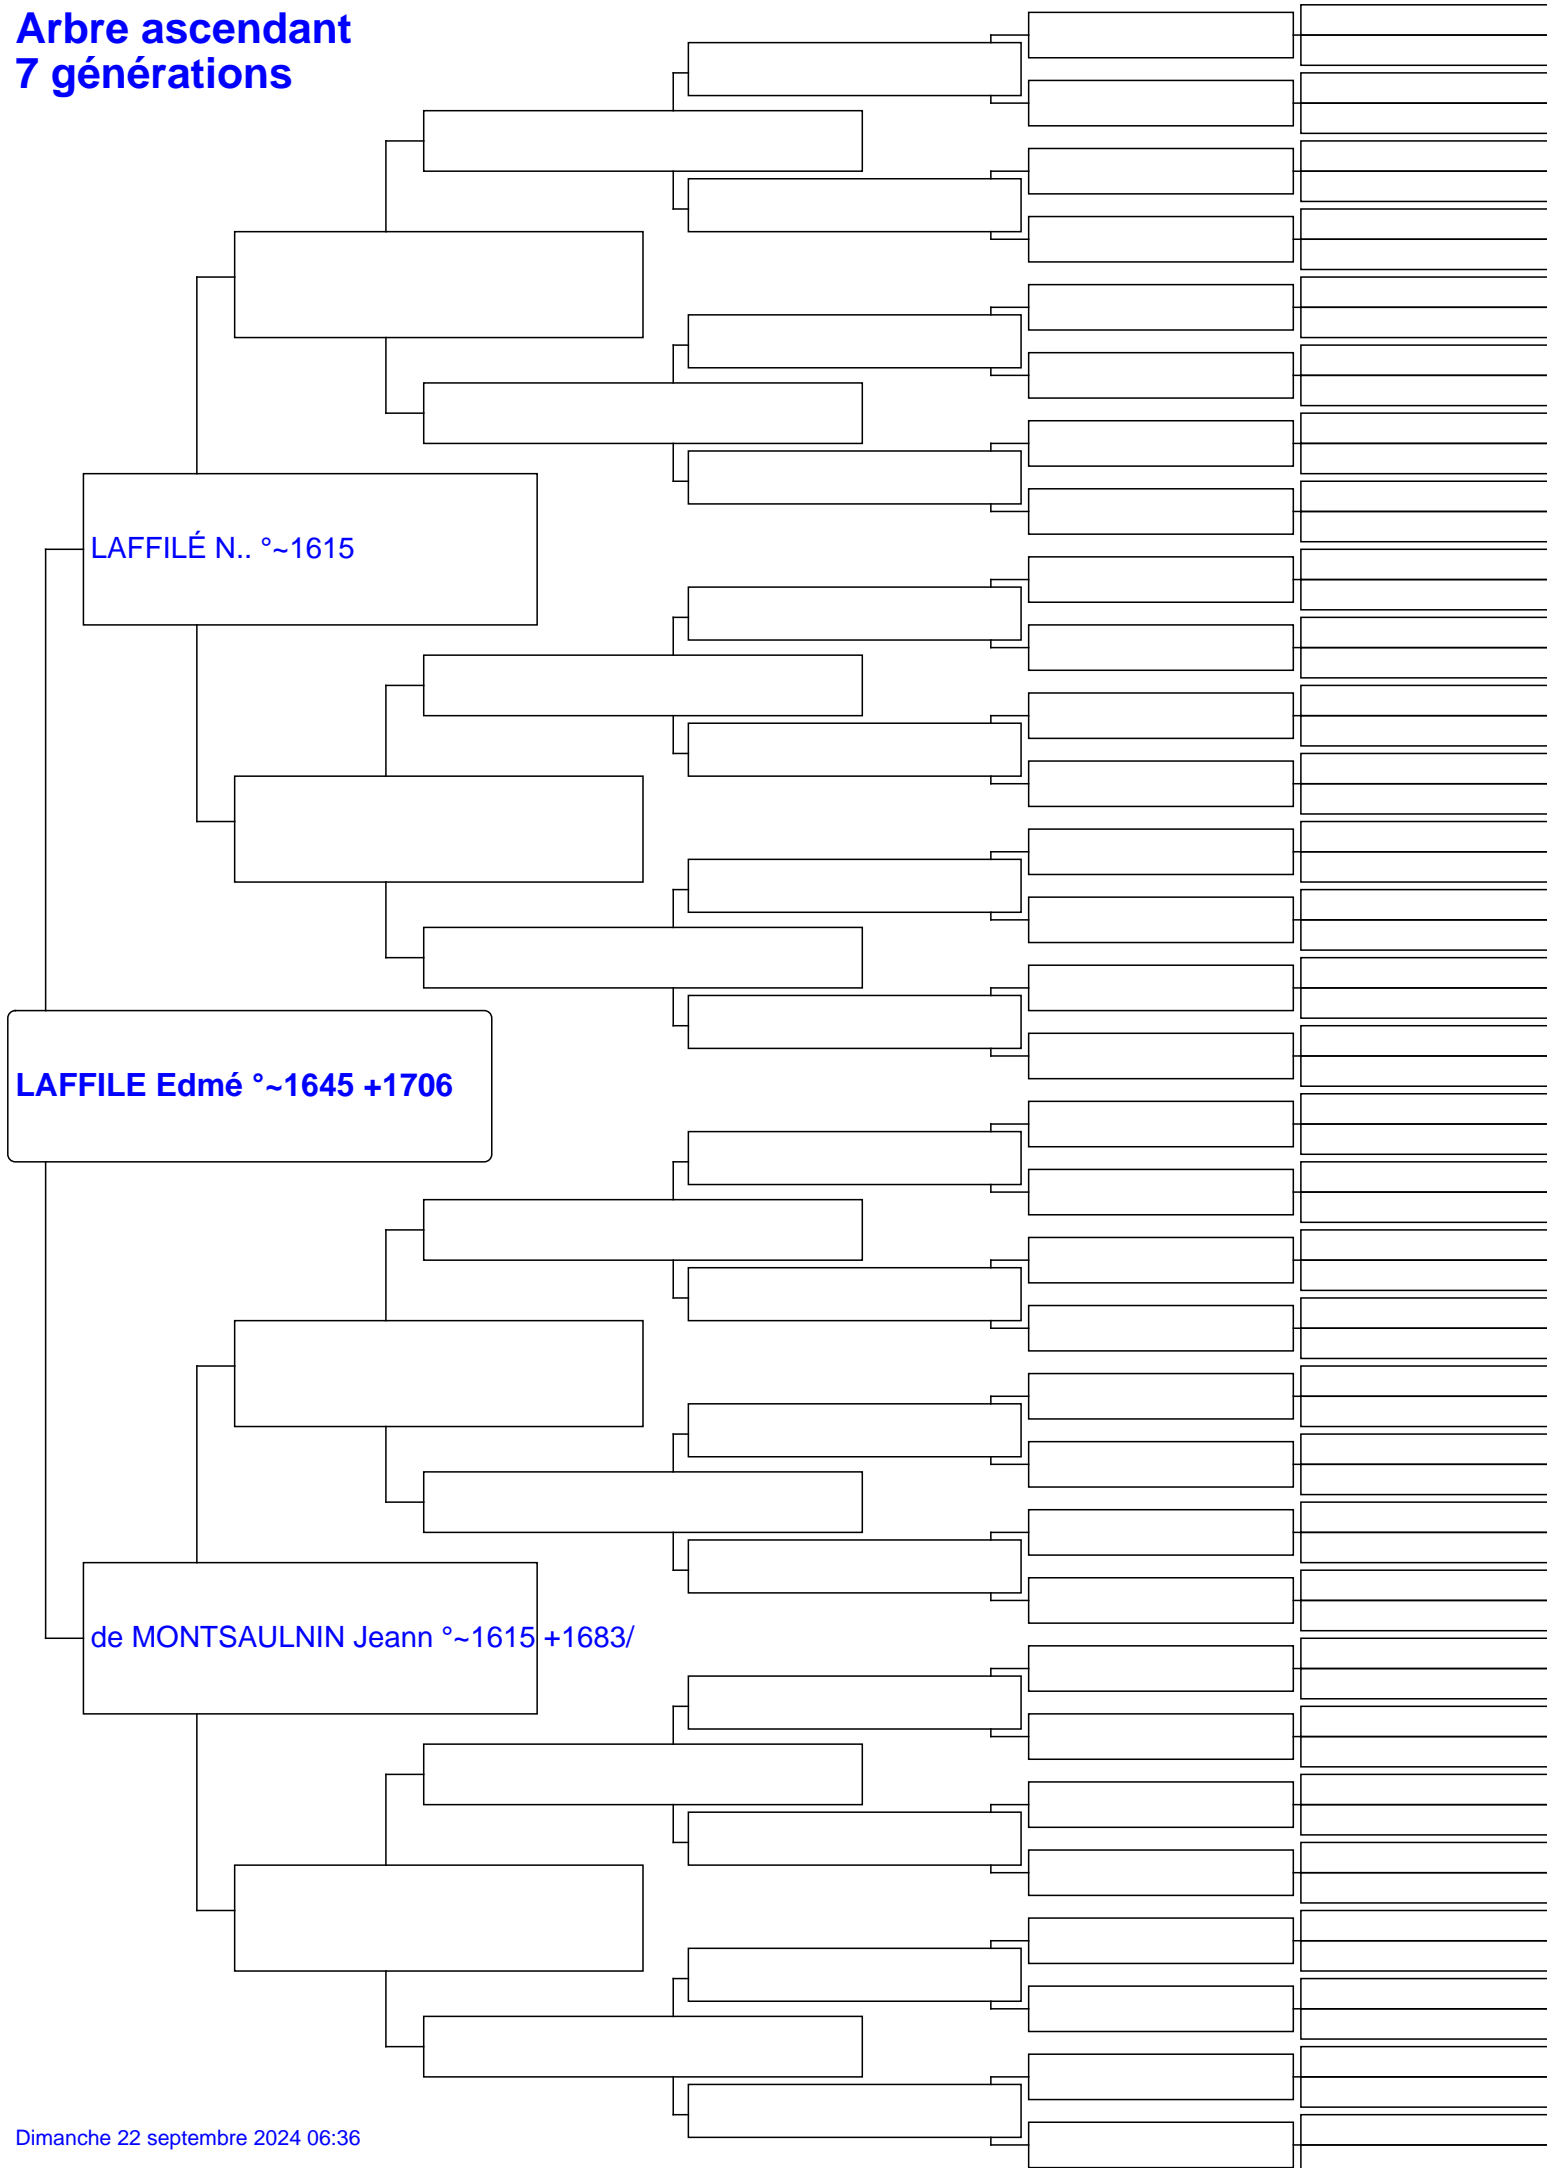 Arbre ascendant
7 générations
LAFFILÉ N.. °~1615
LAFFILE Edmé °~1645 +1706
de MONTSAULNIN Jeann °~1615 +1683/
Dimanche 22 septembre 2024 06:36